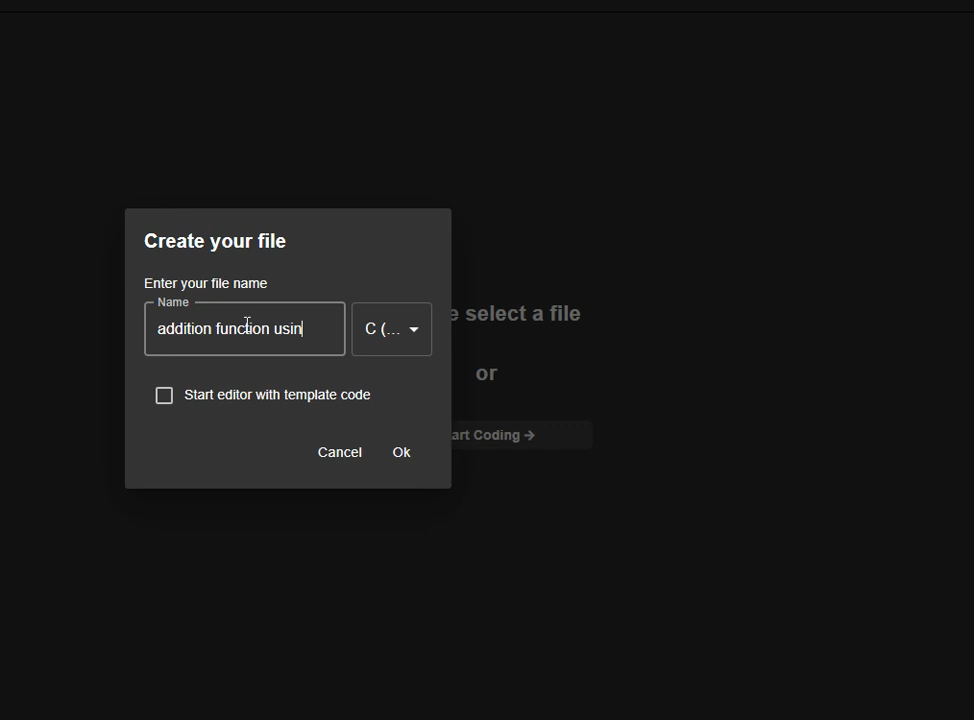 Create your file
Enter your file name
Name
addition function usin
C (...
Start editor with template code
Cancel
Ok
select a file
or
Coding →